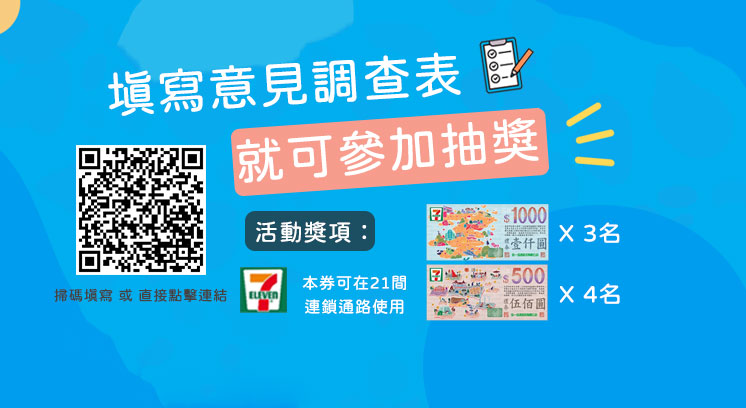 填寫意見調查表
就可參加抽獎
活動獎項：
$1000
壹仟圓
X 3名
7
ELEVEN
本券可在21間
連鎖通路使用
$500
伍佰圓
X 4名
掃碼填寫 或 直接點擊連結